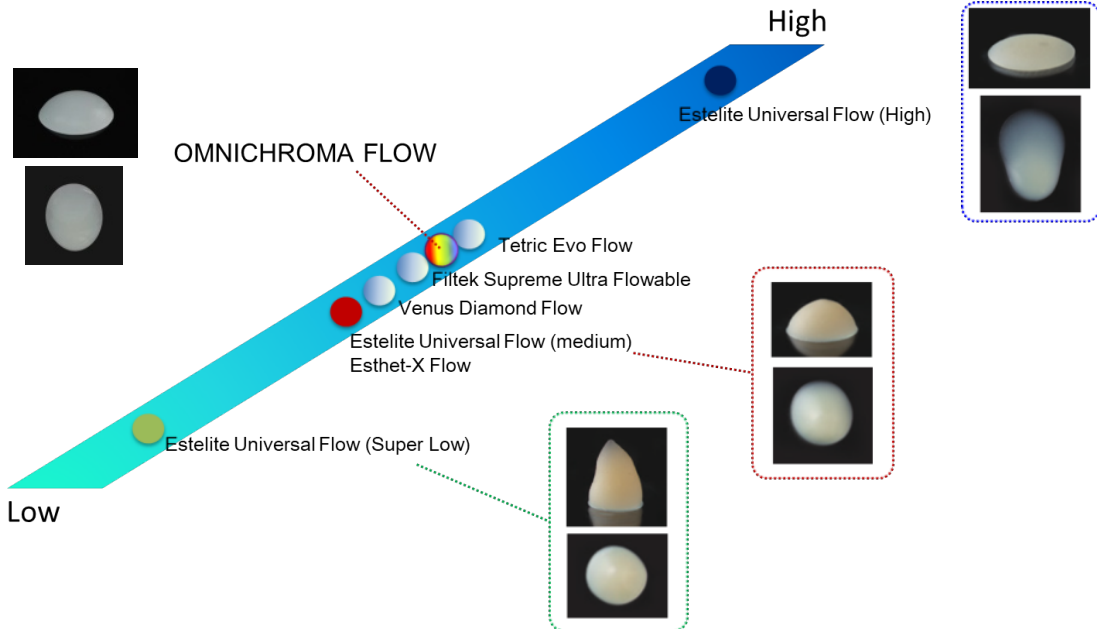 High
Estelite Universal Flow (High)
OMNICHROMA FLOW
Tetric Evo Flow
Filtek Supreme Ultra Flowable
Venus Diamond Flow
Estelite Universal Flow (medium)
Esthet-X Flow
Estelite Universal Flow (Super Low)
Low